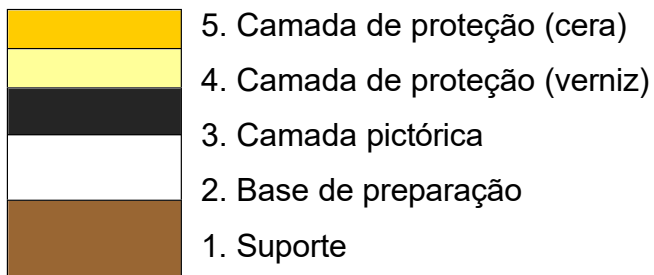 5. Camada de proteção (cera)
4. Camada de proteção (verniz)
3. Camada pictórica
2. Base de preparação
1. Suporte